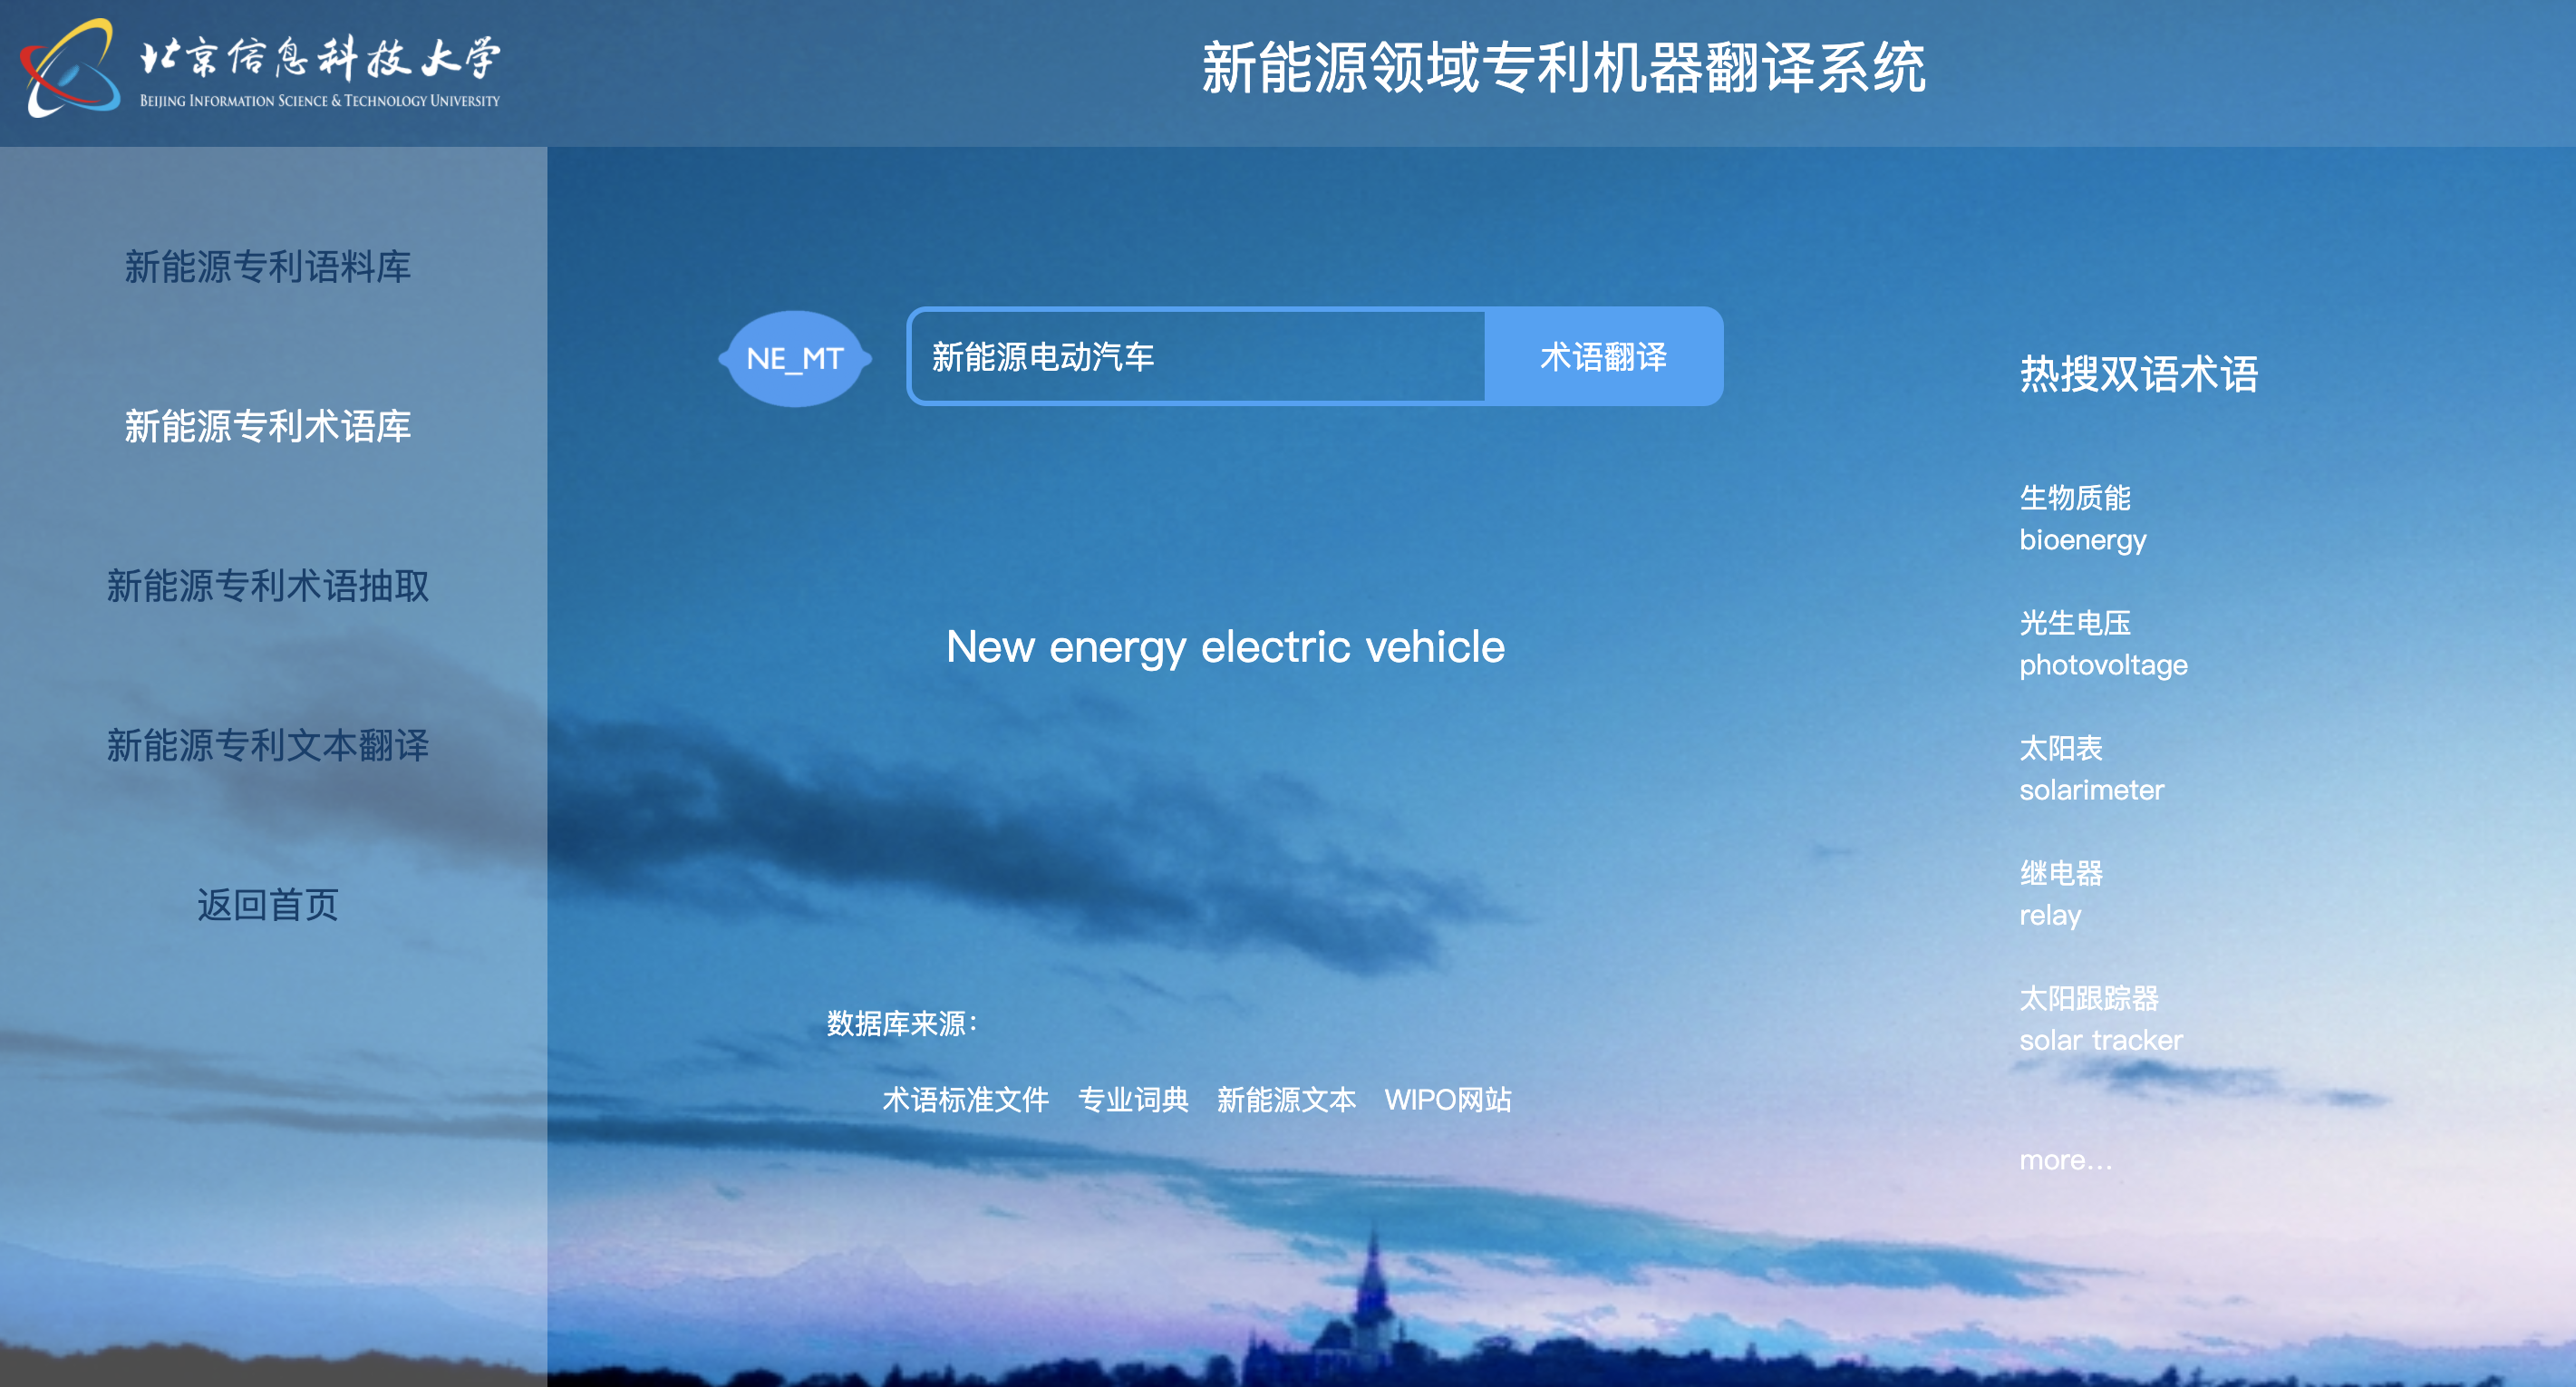 北京信息科技大学
BEIJING INFORMATION SCIENCE & TECHNOLOGY UNIVERSITY
新能源领域专利机器翻译系统
新能源专利语料库
新能源专利术语库
新能源专利术语抽取
新能源专利文本翻译
返回首页
NE_MT
新能源电动汽车
术语翻译
New energy electric vehicle
数据库来源：
术语标准文件 专业词典 新能源文本 WIPO网站
热搜双语术语
生物质能
bioenergy
光生电压
photovoltage
太阳表
solarimeter
继电器
relay
太阳跟踪器
solar tracker
more...